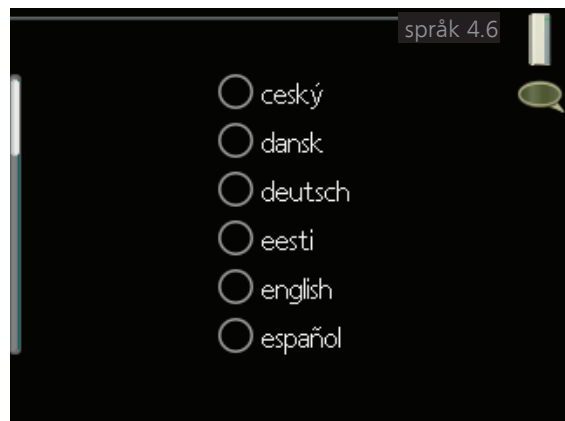 språk 4.6
ceský
dansk
deutsch
eesti
english
español